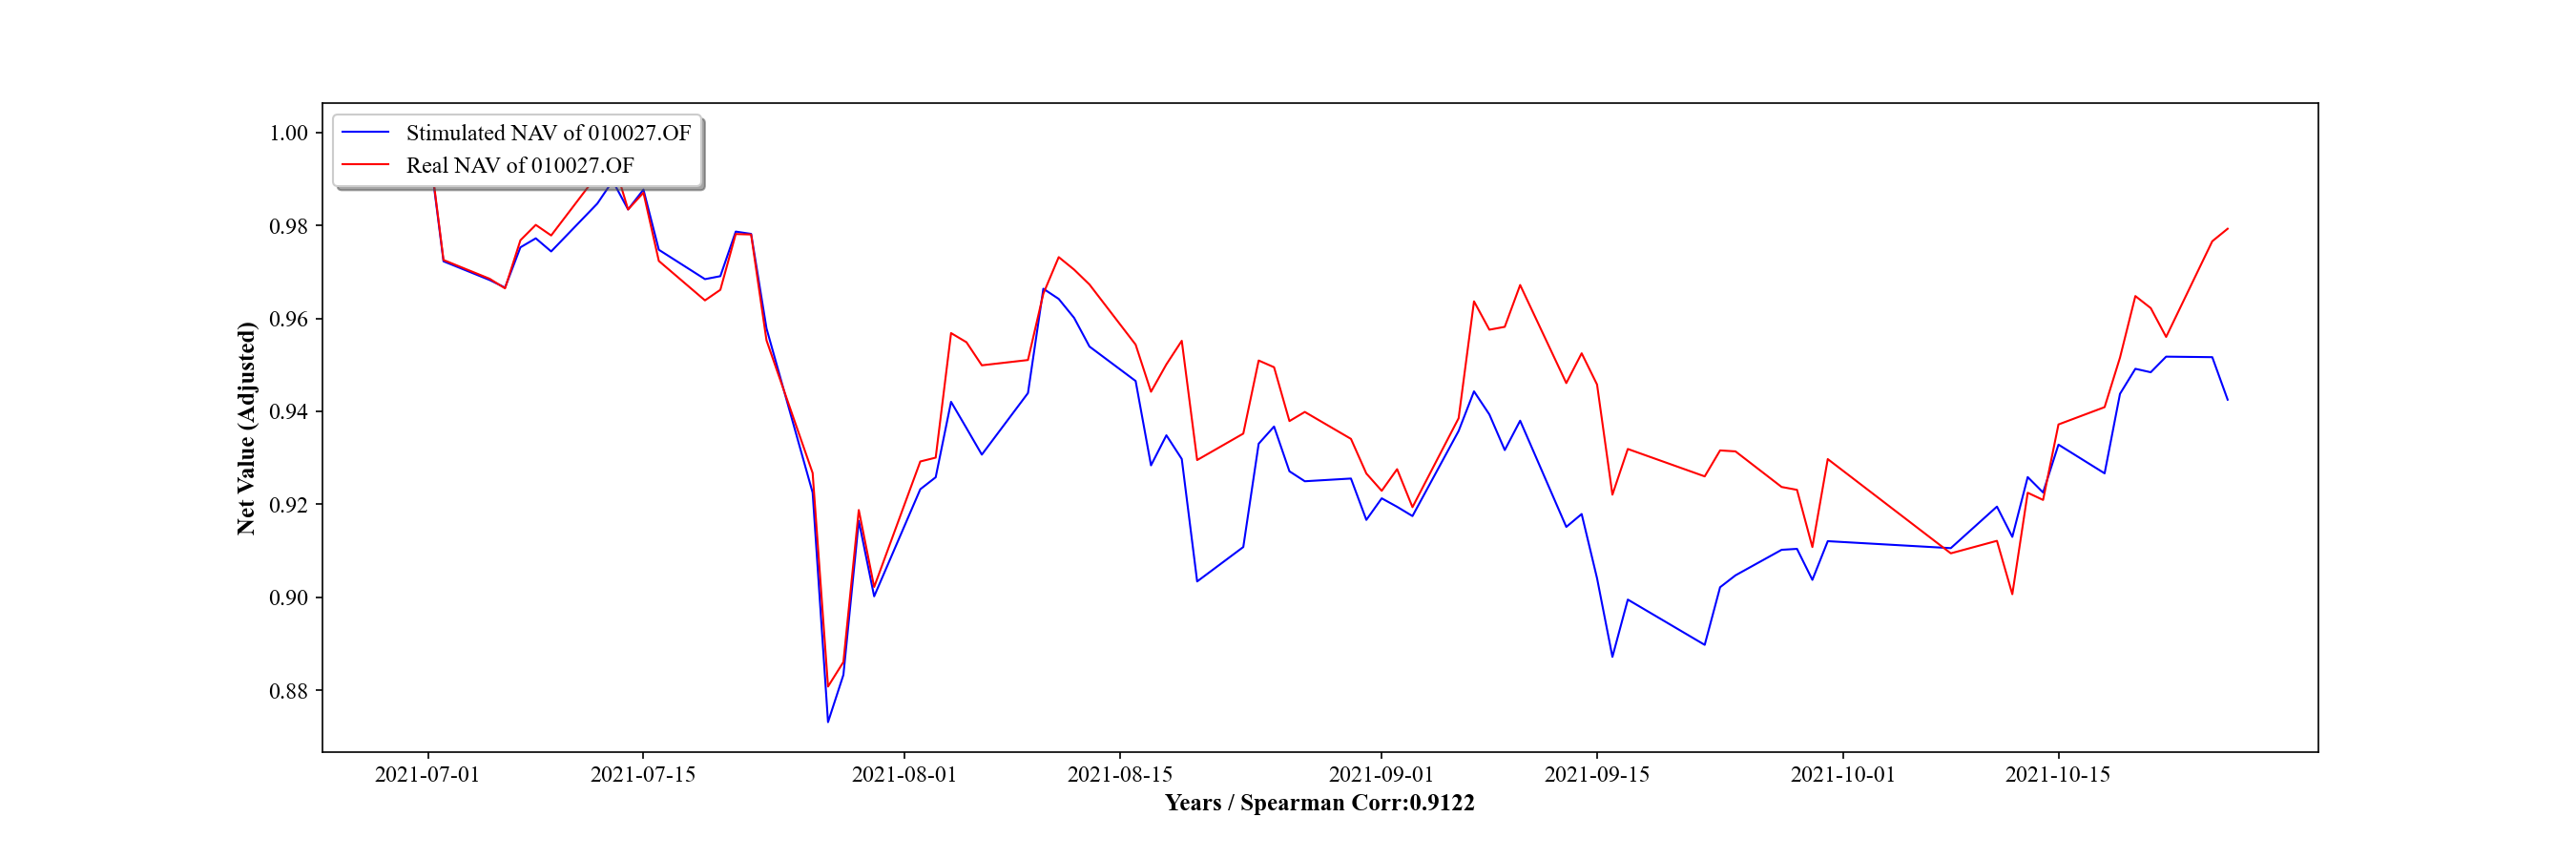 Stimulated NAV of 010027.OF
Real NAV of 010027.OF
Net Value (Adjusted)
1.00
0.98
0.96
0.94
0.92
0.90
0.88
2021-07-01 2021-07-15 2021-08-01 2021-08-15 2021-09-01 2021-09-15 2021-10-01 2021-10-15
Years / Spearman Corr:0.9122